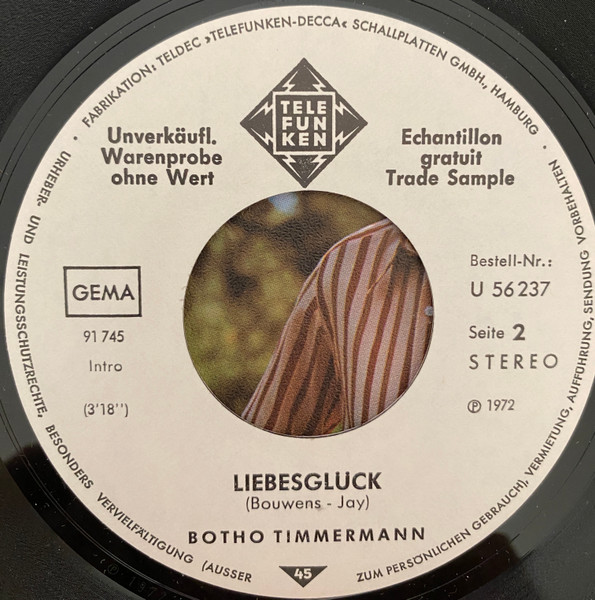 FABRIKATION: TELDEC »TELEFUNKEN-DECCA« SCHALLPLATTEN GMBH., HAMBURG · URHEBER- UND LEISTUNGSSCHUTZRECHTE, BESONDERS VERVIELFÄLTIGUNG (AUSSER ZUM PERSÖNLICHEN GEBRAUCH), VERMIETUNG, AUFFÜHRUNG, SENDUNG VORBEHALTEN ·
TELE
FUN
KEN
Unverkäufl.
Warenprobe
ohne Wert
Echantillon
gratuit
Trade Sample
GEMA
91 745
Intro
(3'18'')
Bestell-Nr.:
U 56 237
Seite 2
STEREO
℗ 1972
LIEBESGLÜCK
(Bouwens - Jay)
BOTHO TIMMERMANN
45